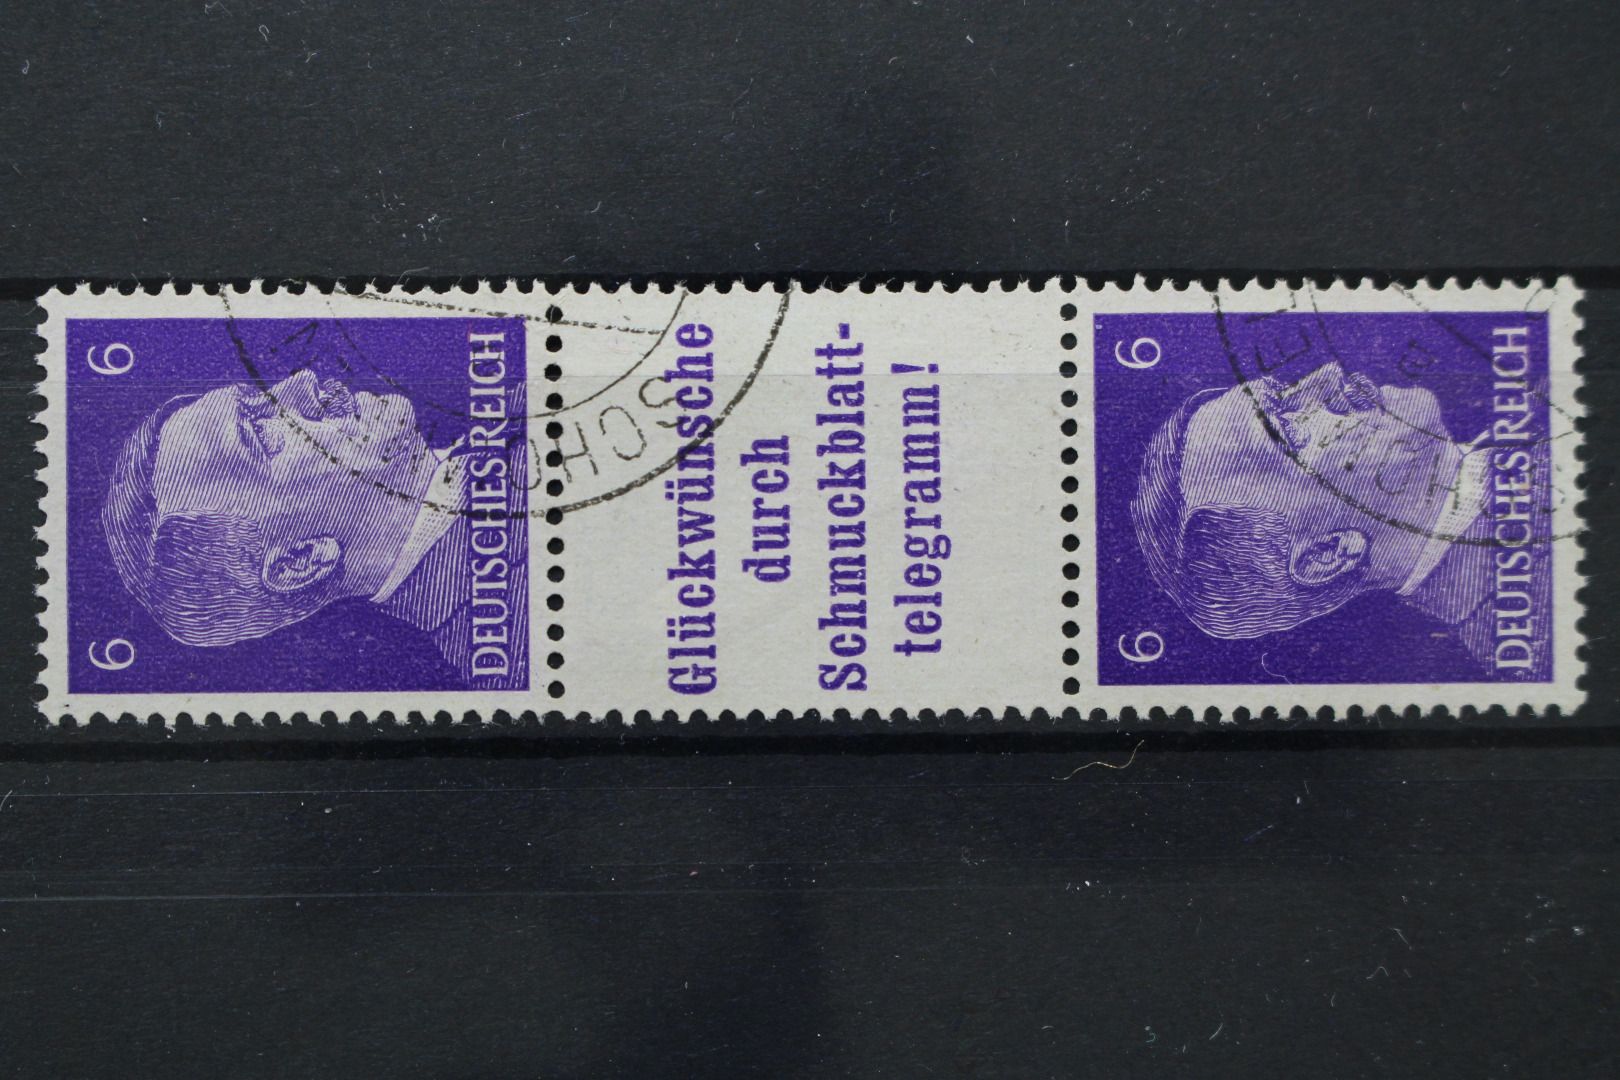 6 6
DEUTSCHES REICH
Glückwünsche
durch
Schmuckblatt-
telegramm!
6 6
DEUTSCHES REICH